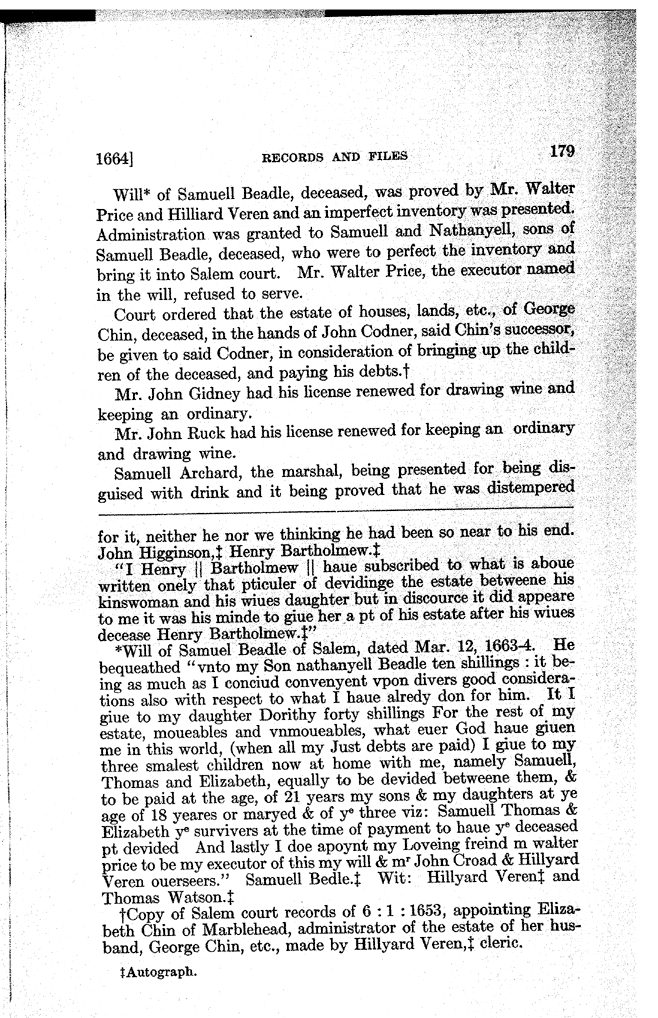 1664]	RECORDS AND FILES	179
Will* of Samuell Beadle, deceased, was proved by Mr. Walter
Price and Hilliard Veren and an imperfect inventory was presented.
Administration was granted to Samuell and Nathanyell, sons of
Samuell Beadle, deceased, who were to perfect the inventory and
bring it into Salem court. Mr. Walter Price, the executor named
in the will, refused to serve.
Court ordered that the estate of houses, lands, etc., of George
Chin, deceased, in the hands of John Codner, said Chin's successor,
be given to said Codner, in consideration of bringing up the child-
ren of the deceased, and paying his debts.†
Mr. John Gidney had his license renewed for drawing wine and
keeping an ordinary.
Mr. John Ruck had his license renewed for keeping an ordinary
and drawing wine.
Samuell Archard, the marshal, being presented for being dis-
guised with drink and it being proved that he was distempered
for it, neither he nor we thinking he had been so near to his end.
John Higginson,‡ Henry Bartholmew.‡
"I Henry || Bartholmew || haue subscribed to what is aboue
written onely that pticuler of devidinge the estate betweene his
kinswoman and his wiues daughter but in discource it did appeare
to me it was his minde to giue her a pt of his estate after his wiues
decease Henry Bartholmew.‡"
*Will of Samuel Beadle of Salem, dated Mar. 12, 1663-4. He
bequeathed "vnto my Son nathanyell Beadle ten shillings : it be-
ing as much as I conciud convenyent vpon divers good considera-
tions also with respect to what I haue alredy don for him. It I
giue to my daughter Dorithy forty shillings For the rest of my
estate, moueables and vnmoueables, what euer God haue giuen
me in this world, (when all my Just debts are paid) I giue to my
three smalest children now at home with me, namely Samuell,
Thomas and Elizabeth, equally to be devided betweene them, &
to be paid at the age, of 21 years my sons & my daughters at ye
age of 18 yeares or maryed & of yᵉ three viz: Samuell Thomas &
Elizabeth yᵉ survivers at the time of payment to haue yᵉ deceased
pt devided And lastly I doe apoynt my Loveing freind m walter
price to be my executor of this my will & mʳ John Croad & Hillyard
Veren ouerseers." Samuell Bedle.‡ Wit: Hillyard Veren‡ and
Thomas Watson.‡
†Copy of Salem court records of 6 : 1 : 1653, appointing Eliza-
beth Chin of Marblehead, administrator of the estate of her hus-
band, George Chin, etc., made by Hillyard Veren,‡ cleric.
‡Autograph.